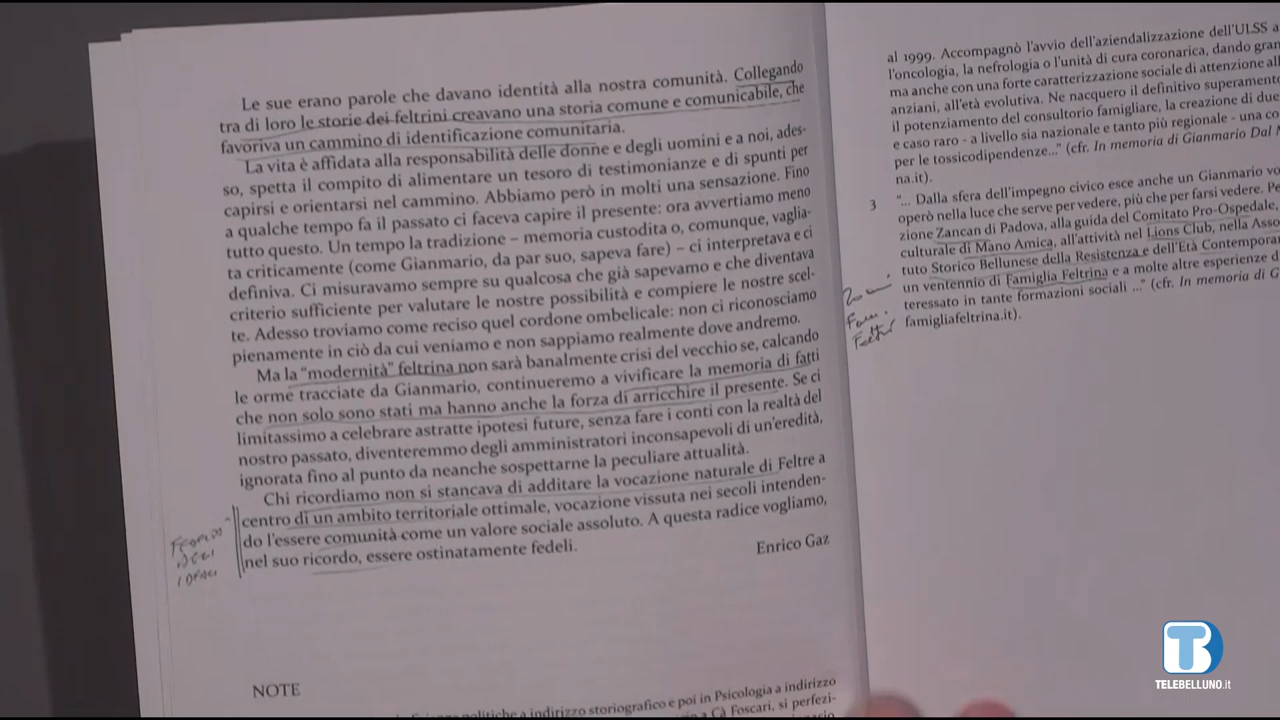 Le sue erano parole che davano identità alla nostra comunità. Collegando
tra di loro le storie dei feltrini creavano una storia comune e comunicabile, che
favoriva un cammino di identificazione comunitaria.
La vita è affidata alla responsabilità delle donne e degli uomini e a noi, ades-
so, spetta il compito di alimentare un tesoro di testimonianze e di spunti per
capirsi e orientarsi nel cammino. Abbiamo però in molti una sensazione. Fino
a qualche tempo fa il passato ci faceva capire il presente: ora avvertiamo meno
tutto questo. Un tempo la tradizione – memoria custodita o, comunque, vaglia-
ta criticamente (come Gianmario, da par suo, sapeva fare) – ci interpretava e ci
definiva. Ci misuravamo sempre su qualcosa che già sapevamo e che diventava
criterio sufficiente per valutare le nostre possibilità e compiere le nostre scel-
te. Adesso troviamo come reciso quel cordone ombelicale: non ci riconosciamo
pienamente in ciò da cui veniamo e non sappiamo realmente dove andremo.
Ma la "modernità" feltrina non sarà banalmente crisi del vecchio se, calcando
le orme tracciate da Gianmario, continueremo a vivificare la memoria di fatti
che non solo sono stati ma hanno anche la forza di arricchire il presente. Se ci
limitassimo a celebrare astratte ipotesi future, senza fare i conti con la realtà del
nostro passato, diventeremmo degli amministratori inconsapevoli di un'eredità,
ignorata fino al punto da neanche sospettarne la peculiare attualità.
Chi ricordiamo non si stancava di additare la vocazione naturale di Feltre a
centro di un ambito territoriale ottimale, vocazione vissuta nei secoli intenden-
do l'essere comunità come un valore sociale assoluto. A questa radice vogliamo,
nel suo ricordo, essere ostinatamente fedeli.
Enrico Gaz
NOTE
politiche a indirizzo storiografico e poi in Psicologia a indirizzo
a Cà Foscari, si perfezi-
al 1999. Accompagnò l'avvio dell'aziendalizzazione dell'ULSS
l'oncologia, la nefrologia o l'unità di cura coronarica, dando
ma anche con una forte caratterizzazione sociale di attenzione
anziani, all'età evolutiva. Ne nacquero il definitivo
il potenziamento del consultorio famigliare, la creazione di due
e caso raro - a livello sia nazionale e tanto più regionale - una
per le tossicodipendenze..." (cfr. In memoria di Gianmario Dal
na.it).
3 "... Dalla sfera dell'impegno civico esce anche un Gianmario
operò nella luce che serve per vedere, più che per farsi vedere.
zione Zancan di Padova, alla guida del Comitato Pro-Ospedale,
culturale di Mano Amica, all'attività nel Lions Club, nella
tuto Storico Bellunese della Resistenza e dell'Età
un ventennio di Famiglia Feltrina e a molte altre esperienze
teressato in tante formazioni sociali ..." (cfr. In memoria di
famigliafeltrina.it).
TELEBELLUNO.it